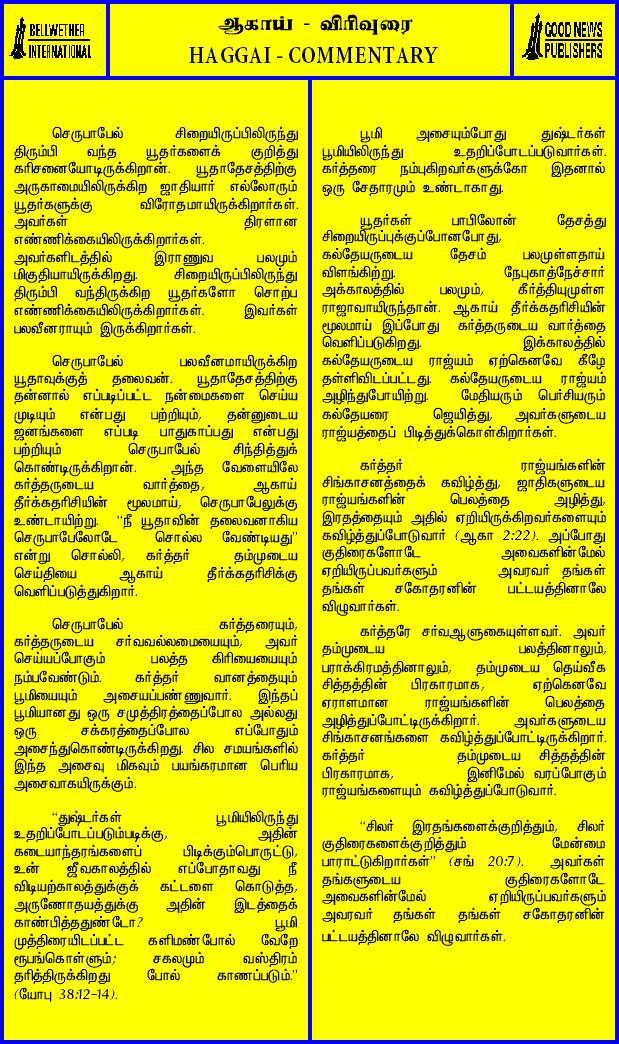 BELLWETHER
INTERNATIONAL
ஆகாய் - விரிவுரை
HAGGAI - COMMENTARY
GOOD NEWS
PUBLISHERS
செருபாபேல் சிறையிருப்பிலிருந்து
திரும்பி வந்த யூதர்களைக் குறித்து
கரிசனையோடிருக்கிறான். யூதாதேசத்திற்கு
அருகாமையிலிருக்கிற ஜாதியார் எல்லோரும்
யூதர்களுக்கு விரோதமாயிருக்கிறார்கள்.
அவர்கள் திரளான
எண்ணிக்கையிலிருக்கிறார்கள்.
அவர்களிடத்தில் இராணுவ பலமும்
மிகுதியாயிருக்கிறது. சிறையிருப்பிலிருந்து
திரும்பி வந்திருக்கிற யூதர்களோ சொற்ப
எண்ணிக்கையிலிருக்கிறார்கள். இவர்கள்
பலவீனராயும் இருக்கிறார்கள்.
செருபாபேல் பலவீனமாயிருக்கிற
யூதாவுக்குத் தலைவன். யூதாதேசத்திற்கு
தன்னால் எப்படிப்பட்ட நன்மைகளை செய்ய
முடியும் என்பது பற்றியும், தன்னுடைய
ஜனங்களை எப்படி பாதுகாப்பது என்பது
பற்றியும் செருபாபேல் சிந்தித்துக்
கொண்டிருக்கிறான். அந்த வேளையிலே
கர்த்தருடைய வார்த்தை, ஆகாய்
தீர்க்கதரிசியின் மூலமாய், செருபாபேலுக்கு
உண்டாயிற்று. “நீ யூதாவின் தலைவனாகிய
செருபாபேலோடே சொல்ல வேண்டியது”
என்று சொல்லி, கர்த்தர் தம்முடைய
செய்தியை ஆகாய் தீர்க்கதரிசிக்கு
வெளிப்படுத்துகிறார்.
செருபாபேல் கர்த்தரையும்,
கர்த்தருடைய சர்வவல்லமையையும், அவர்
செய்யப்போகும் பலத்த கிரியையையும்
நம்பவேண்டும். கர்த்தர் வானத்தையும்
பூமியையும் அசையப்பண்ணுவார். இந்தப்
பூமியானது ஒரு சமுத்திரத்தைப்போல அல்லது
ஒரு சக்கரத்தைப்போல எப்போதும்
அசைந்துகொண்டிருக்கிறது. சில சமயங்களில்
இந்த அசைவு மிகவும் பயங்கரமான பெரிய
அசைவாகயிருக்கும்.
“துஷ்டர்கள் பூமியிலிருந்து
உதறிப்போடப்படும்படிக்கு, அதின்
கடையாந்தரங்களைப் பிடிக்கும்பொருட்டு,
உன் ஜீவகாலத்தில் எப்போதாவது நீ
விடியற்காலத்துக்குக் கட்டளை கொடுத்து,
அருணோதயத்துக்கு அதின் இடத்தைக்
காண்பித்ததுண்டோ? பூமி
முத்திரையிடப்பட்ட களிமண்போல் வேறே
ரூபங்கொள்ளும்; சகலமும் வஸ்திரம்
தரித்திருக்கிறது போல் காணப்படும்.”
(யோபு 38:12-14).
பூமி அசையும்போது துஷ்டர்கள்
பூமியிலிருந்து உதறிப்போடப்படுவார்கள்.
கர்த்தரை நம்புகிறவர்களுக்கோ இதனால்
ஒரு சேதாரமும் உண்டாகாது.
யூதர்கள் பாபிலோன் தேசத்து
சிறையிருப்புக்குப்போனபோது,
கல்தேயருடைய தேசம் பலமுள்ளதாய்
விளங்கிற்று. நேபுகாத்நேச்சார்
அக்காலத்தில் பலமும், கீர்த்தியுமுள்ள
ராஜாவாயிருந்தான். ஆகாய் தீர்க்கதரிசியின்
மூலமாய் இப்போது கர்த்தருடைய வார்த்தை
வெளிப்படுகிறது. இக்காலத்தில்
கல்தேயருடைய ராஜ்யம் ஏற்கெனவே கீழே
தள்ளிவிடப்பட்டது. கல்தேயருடைய ராஜ்யம்
அழிந்துபோயிற்று. மேதியரும் பெர்சியரும்
கல்தேயரை ஜெயித்து, அவர்களுடைய
ராஜ்யத்தைப் பிடித்துக்கொள்கிறார்கள்.
கர்த்தர் ராஜ்யங்களின்
சிங்காசனத்தைக் கவிழ்த்து, ஜாதிகளுடைய
ராஜ்யங்களின் பெலத்தை அழித்து,
இரதத்தையும் அதில் ஏறியிருக்கிறவர்களையும்
கவிழ்த்துப்போடுவார் (ஆகா 2:22). அப்போது
குதிரைகளோடே அவைகளின்மேல்
ஏறியிருப்பவர்களும் அவரவர் தங்கள்
தங்கள் சகோதரனின் பட்டயத்தினாலே
விழுவார்கள்.
கர்த்தரே சர்வஆளுகையுள்ளவர். அவர்
தம்முடைய பலத்தினாலும்,
பராக்கிரமத்தினாலும், தம்முடைய தெய்வீக
சித்தத்தின் பிரகாரமாக, ஏற்கெனவே
ஏராளமான ராஜ்யங்களின் பெலத்தை
அழித்துப்போட்டிருக்கிறார். அவர்களுடைய
சிங்காசனங்களை கவிழ்த்துப்போட்டிருக்கிறார்.
கர்த்தர் தம்முடைய சித்தத்தின்
பிரகாரமாக, இனிமேல் வரப்போகும்
ராஜ்யங்களையும் கவிழ்த்துப்போடுவார்.
“சிலர் இரதங்களைக்குறித்தும், சிலர்
குதிரைகளைக்குறித்தும் மேன்மை
பாராட்டுகிறார்கள்” (சங் 20:7). அவர்கள்
தங்களுடைய குதிரைகளோடே
அவைகளின்மேல் ஏறியிருப்பவர்களும்
அவரவர் தங்கள் தங்கள் சகோதரனின்
பட்டயத்தினாலே விழுவார்கள்.